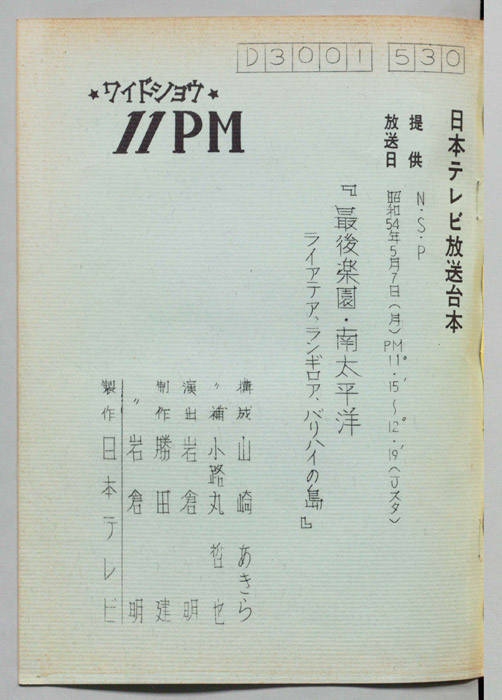 D3001 530
★ワイドショウ★
11PM
日本テレビ放送台本
提供 N・S・P
放送日 昭和54年5月7日(月)PM11°・15′〜12°・19′(Jスタ)
『最後楽園・南太平洋
ライアテア、ランギロア、バリハイの島』
構成 山崎 あきら
〃補 小路丸 哲也
演出 岩倉 明
制作 勝田 建
〃 岩倉 明
製作 日本テレビ